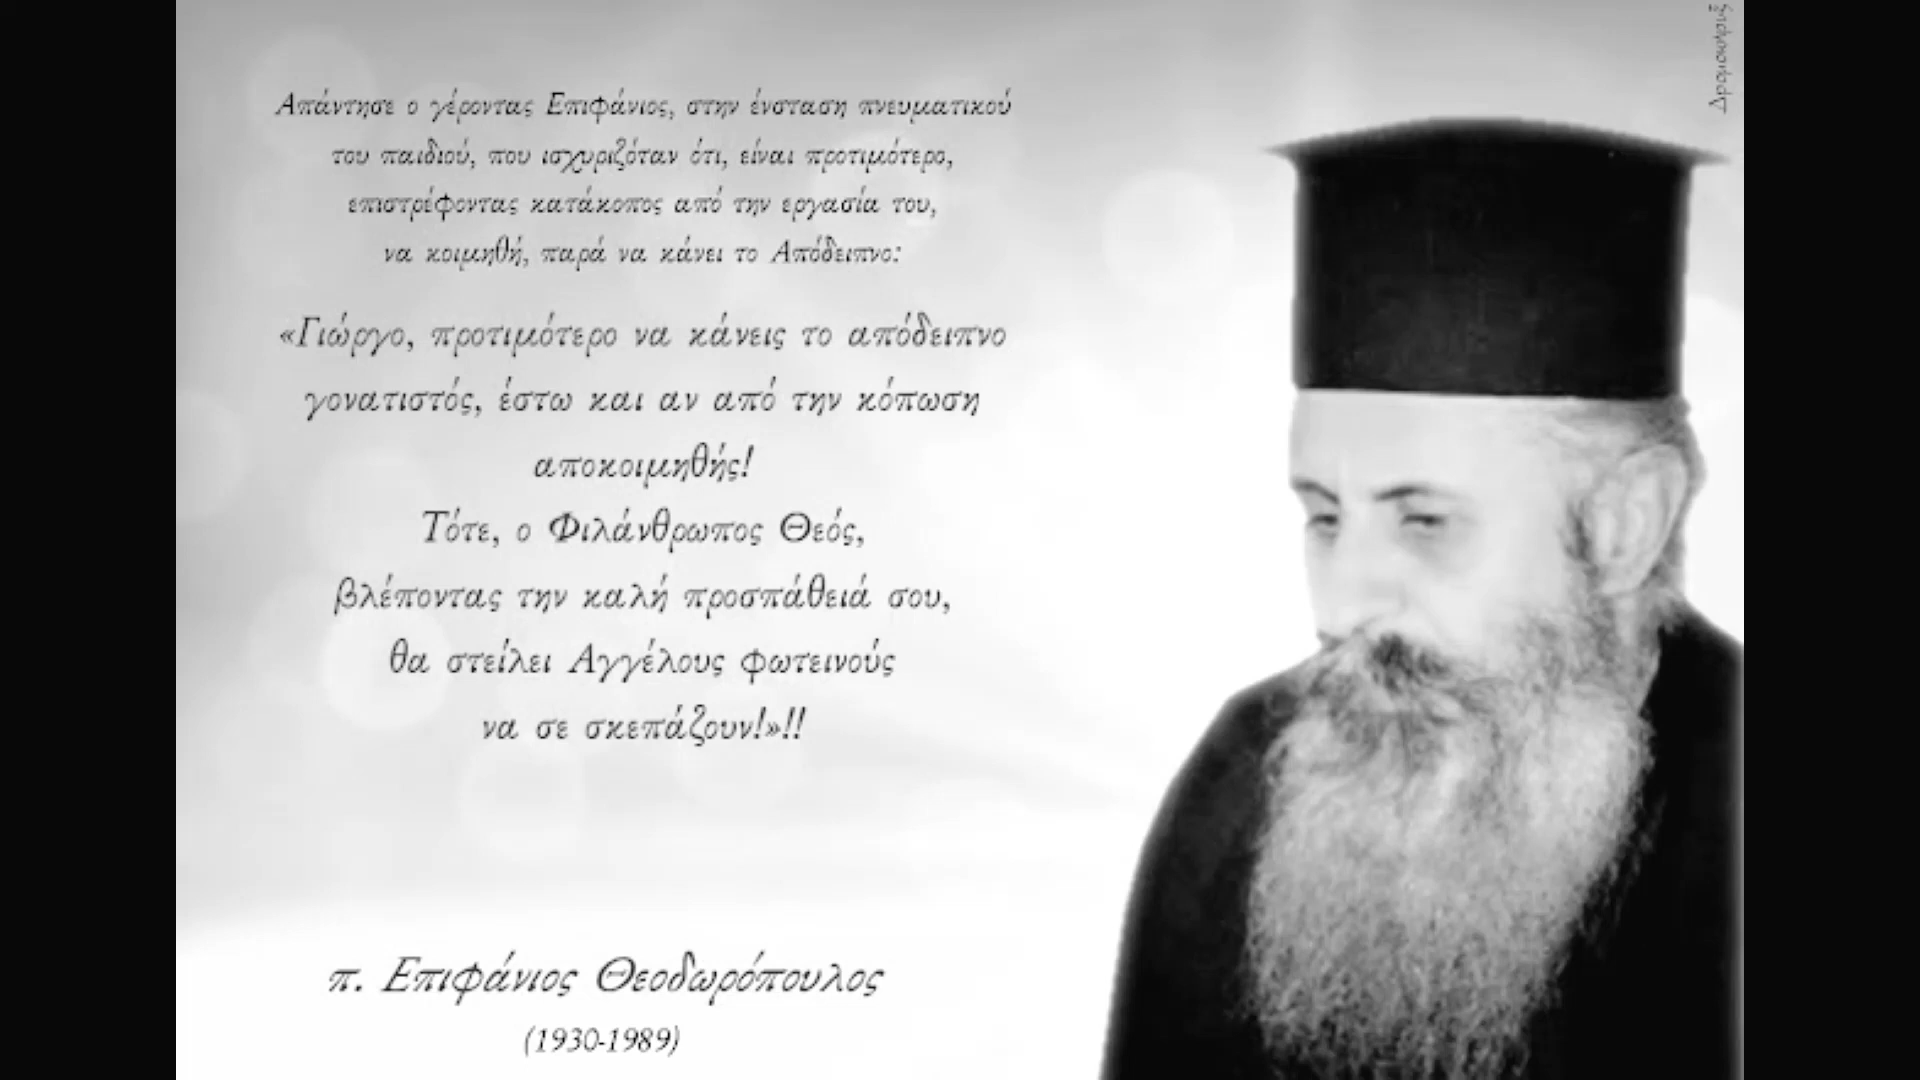 Απάντησε ο γέροντας Επιφάνιος, στην ένσταση πνευματικού
του παιδιού, που ισχυριζόταν ότι, είναι προτιμότερο,
επιστρέφοντας κατάκοπος από την εργασία του,
να κοιμηθή, παρά να κάνει το Απόδειπνο:
«Γιώργο, προτιμότερο να κάνεις το απόδειπνο
γονατιστός, έστω και αν από την κόπωση
αποκοιμηθής!
Τότε, ο Φιλάνθρωπος Θεός,
βλέποντας την καλή προσπάθειά σου,
θα στείλει Αγγέλους φωτεινούς
να σε σκεπάζουν!»!!
π. Επιφάνιος Θεοδωρόπουλος
(1930-1989)